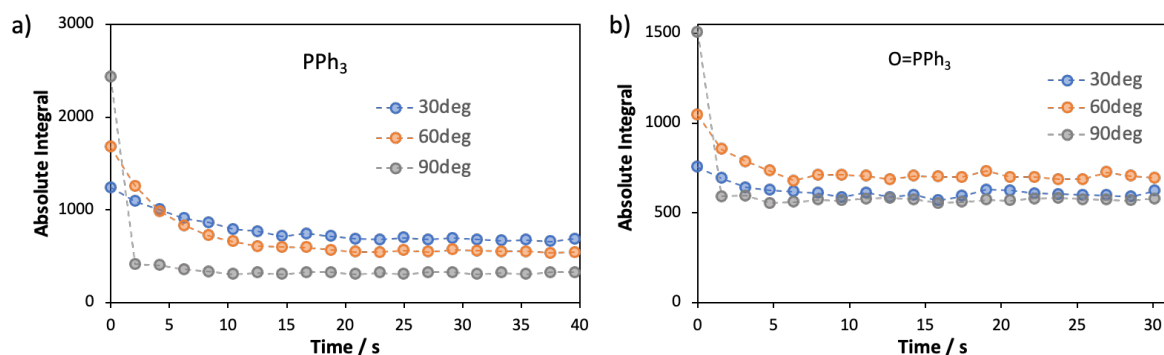 a)
PPh₃
Absolute Integral
3000
2000
1000
0
30deg
60deg
90deg
0 5 10 15 20 25 30 35 40
Time / s
b)
O=PPh₃
Absolute Integral
1500
1000
500
0
30deg
60deg
90deg
0 5 10 15 20 25 30
Time / s